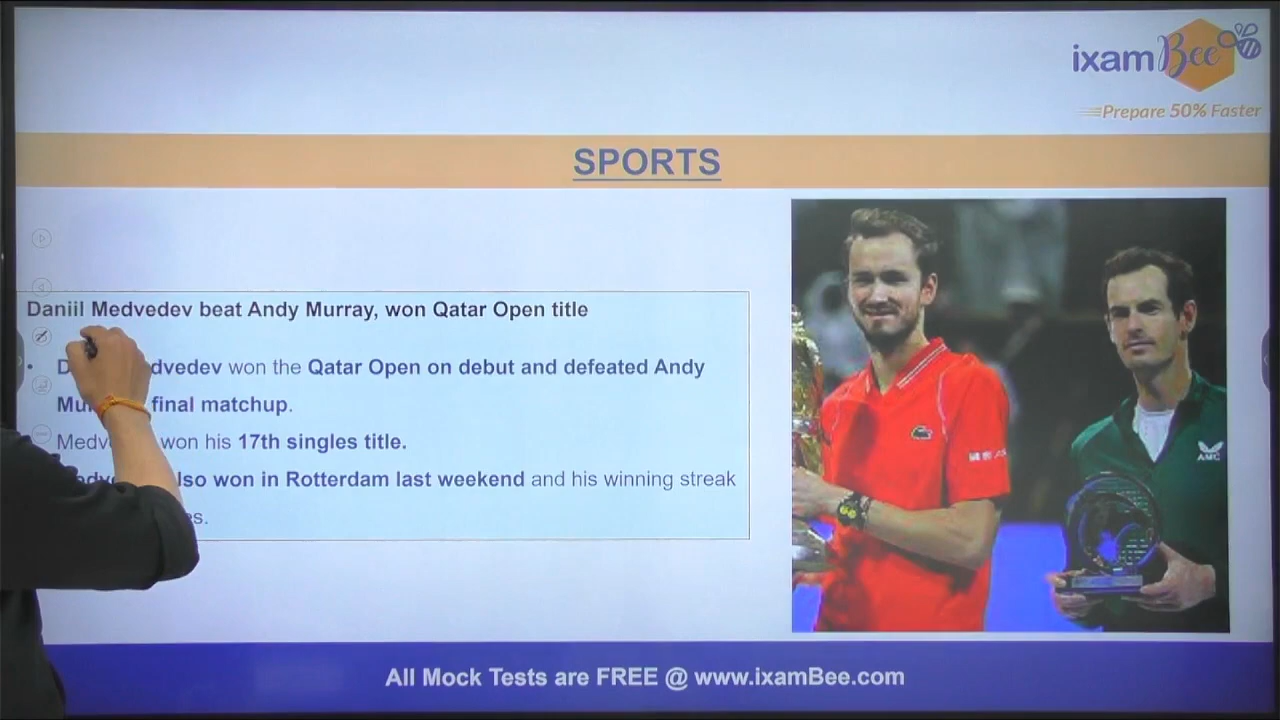 ixamBee
Prepare 50% Faster
SPORTS
Daniil Medvedev beat Andy Murray, won Qatar Open title
won the Qatar Open on debut and defeated Andy
final matchup.
won his 17th singles title.
won in Rotterdam last weekend and his winning streak
AMC
All Mock Tests are FREE @ www.ixamBee.com